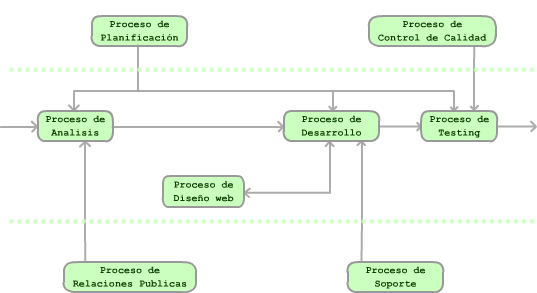 Proceso de
Planificación
Proceso de
Control de Calidad
Proceso de
Analisis
Proceso de
Desarrollo
Proceso de
Testing
Proceso de
Diseño web
Proceso de
Relaciones Publicas
Proceso de
Soporte